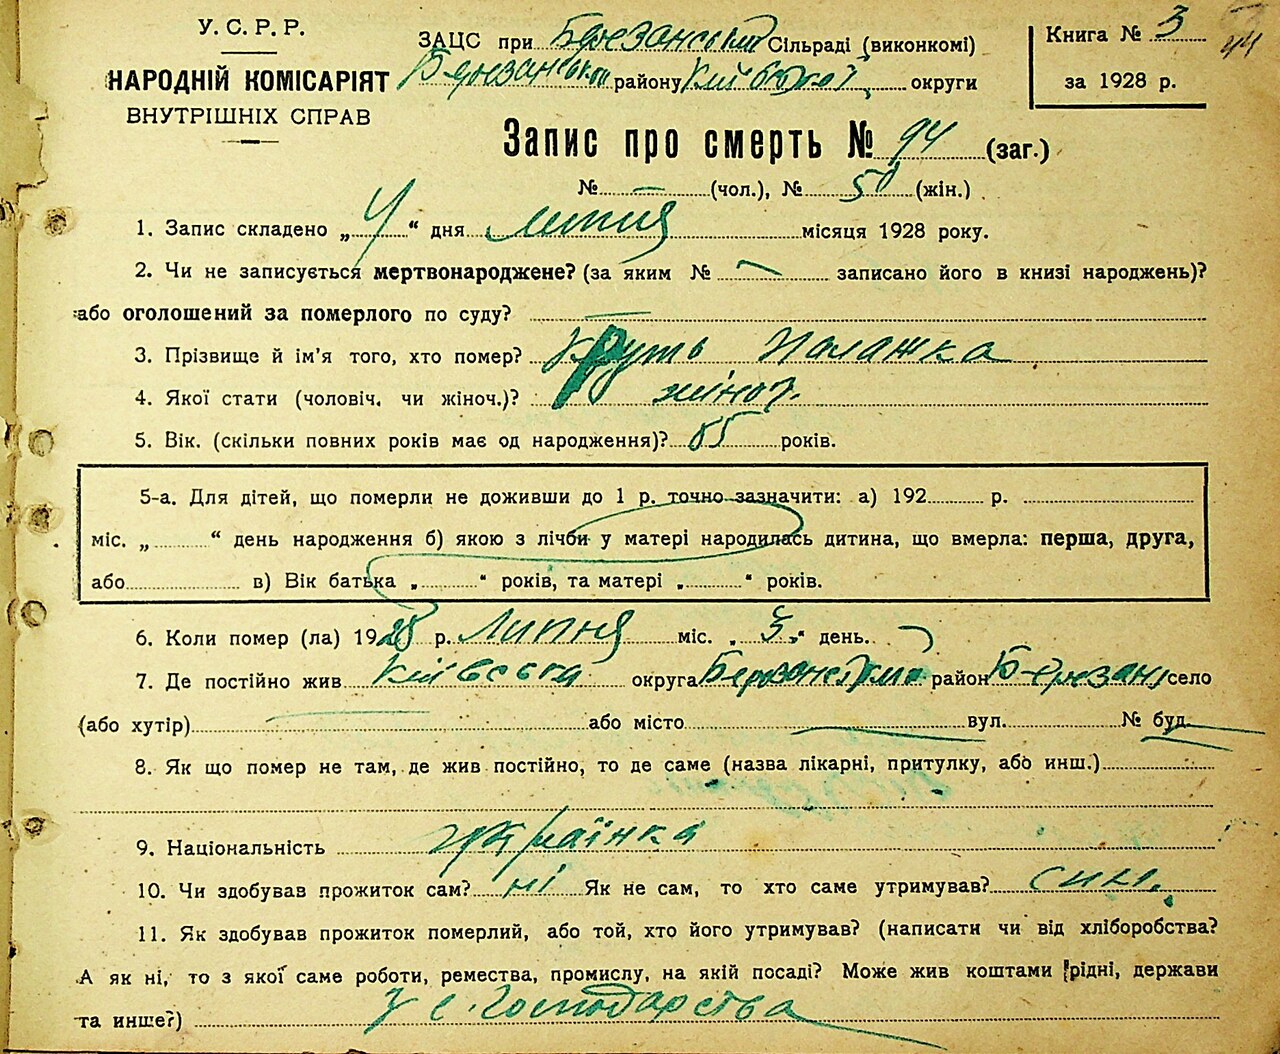 У. С. Р. Р.
НАРОДНІЙ КОМІСАРІЯТ
ВНУТРІШНІХ СПРАВ
ЗАЦС при Березанський Сільраді (виконкомі)
району Київської округи
Книга № 3
за 1928 р.
Запис про смерть № 94 (заг.)
№ — (чол.), № 50 (жін.)
1. Запис складено „4“ дня липня місяця 1928 року.
2. Чи не записується мертвонароджене? (за яким № — записано його в книзі народжень)?
або оголошений за померлого по суду? —
3. Прізвище й ім'я того, хто помер? Круть Палажка
4. Якої стати (чоловіч. чи жіноч.)? жіноч.
5. Вік. (скільки повних років має од народження)? років.
5-а. Для дітей, що померли не доживши до 1 р. точно зазначити: а) 192 р.
міс. „ “ день народження б) якою з лічби у матері народилась дитина, що вмерла: перша, друга,
або в) Вік батька „ “ років, та матері „ “ років.
6. Коли помер (ла) 1928 р. Липня міс. „3“ день.
7. Де постійно жив Київська округа район Березань село
(або хутір) — або місто — вул. № буд.
8. Як що помер не там, де жив постійно, то де саме (назва лікарні, притулку, або инш.)
9. Національність українка
10. Чи здобував прожиток сам? ні Як не сам, то хто саме утримував? син.
11. Як здобував прожиток померлий, або той, хто його утримував? (написати чи від хліборобства?
А як ні, то з якої саме роботи, ремества, промислу, на якій посаді? Може жив коштами рідні, держави
та инше?) З с. Господарства